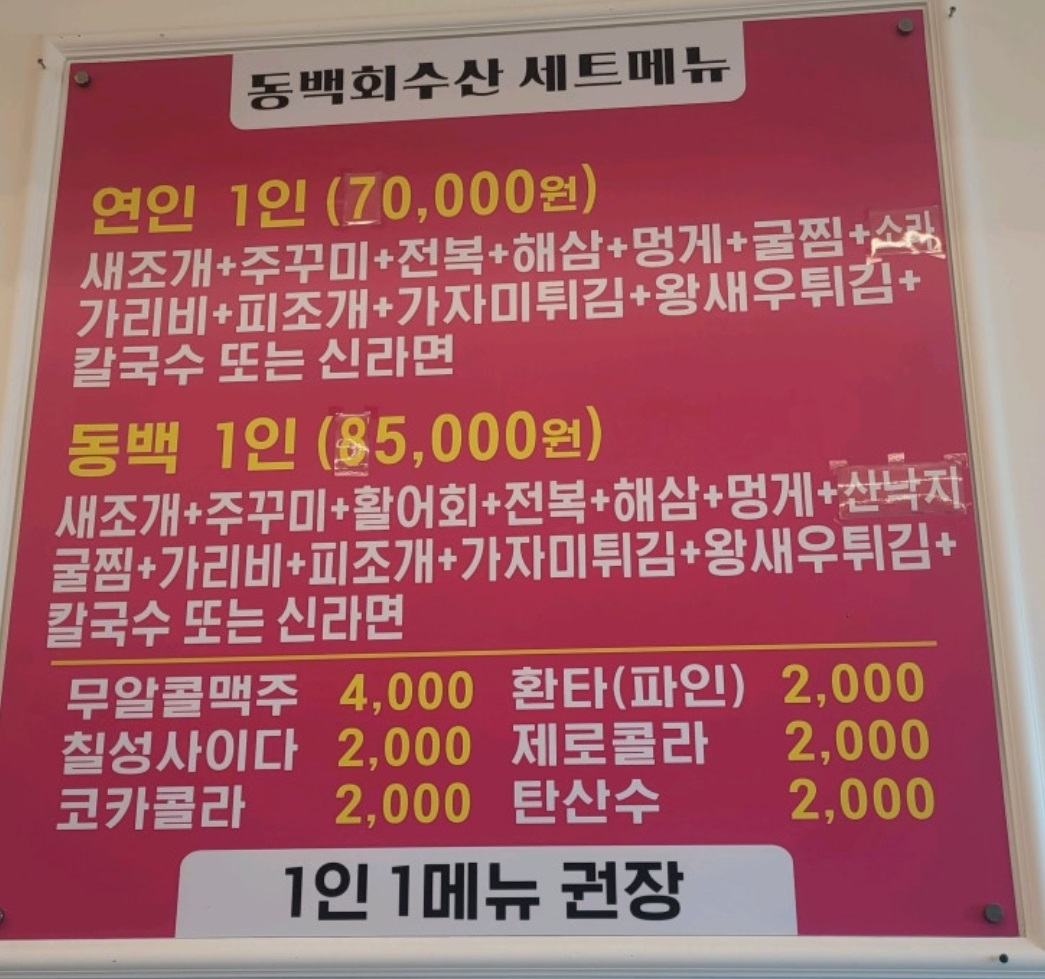 동백회수산 세트메뉴
연인 1인 (70,000원)
새조개+주꾸미+전복+해삼+멍게+굴찜+소라
가리비+피조개+가자미튀김+왕새우튀김+
칼국수 또는 신라면
동백 1인 (85,000원)
새조개+주꾸미+활어회+전복+해삼+멍게+산낙지
굴찜+가리비+피조개+가자미튀김+왕새우튀김+
칼국수 또는 신라면
무알콜맥주 4,000 환타(파인) 2,000
칠성사이다 2,000 제로콜라 2,000
코카콜라 2,000 탄산수 2,000
1인 1메뉴 권장